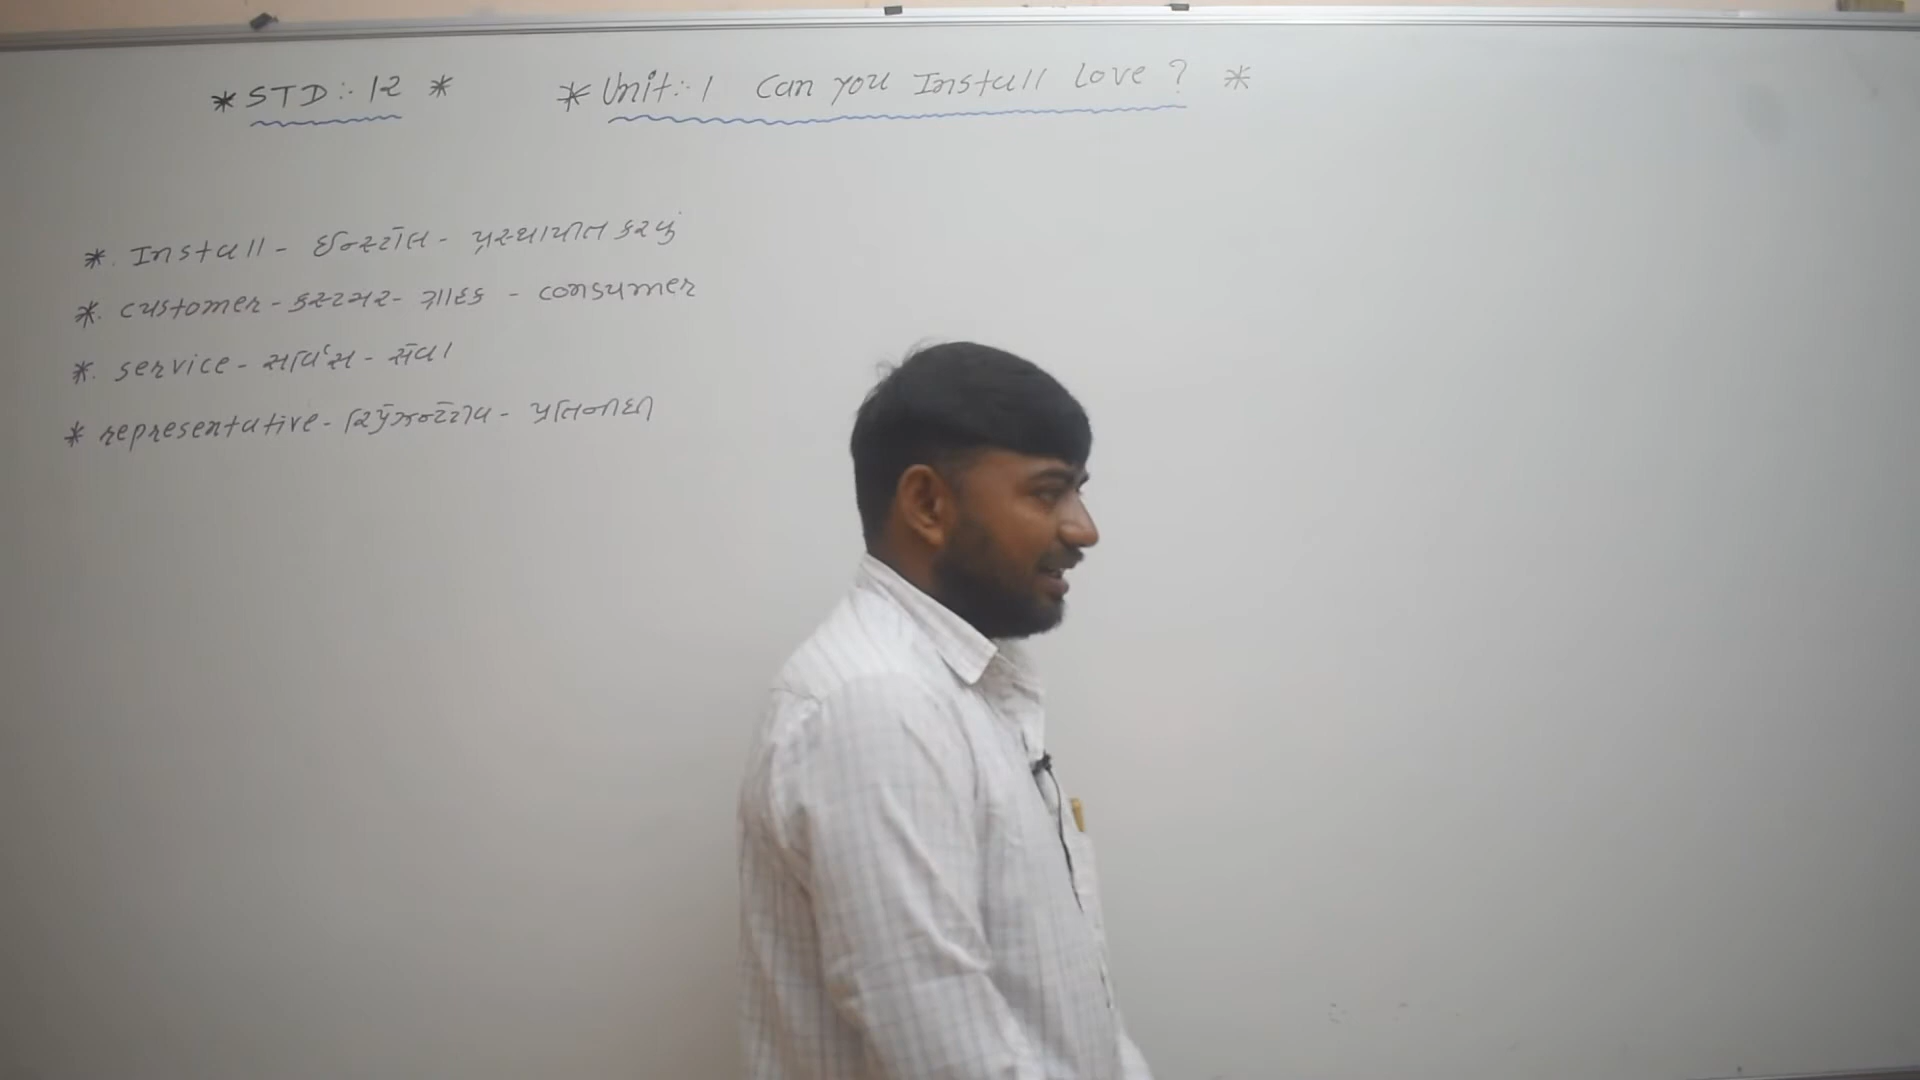 * STD :- 12 *
* Unit :- 1 Can you Install Love ? *
*. Install - ઈન્સ્ટૉલ - પ્રસ્થાપીત કરવું
*. customer - કસ્ટમર - ગ્રાહક - consumer
*. service - સર્વિસ - સેવા
* representative - રિપ્રેઝન્ટેટીવ - પ્રતિનીધી